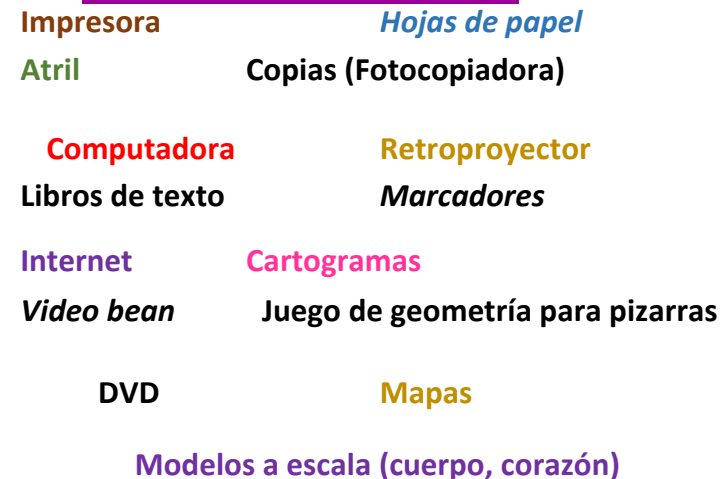 Impresora Hojas de papel
Atril Copias (Fotocopiadora)
Computadora Retroproyector
Libros de texto Marcadores
Internet Cartogramas
Video bean Juego de geometría para pizarras
DVD Mapas
Modelos a escala (cuerpo, corazón)